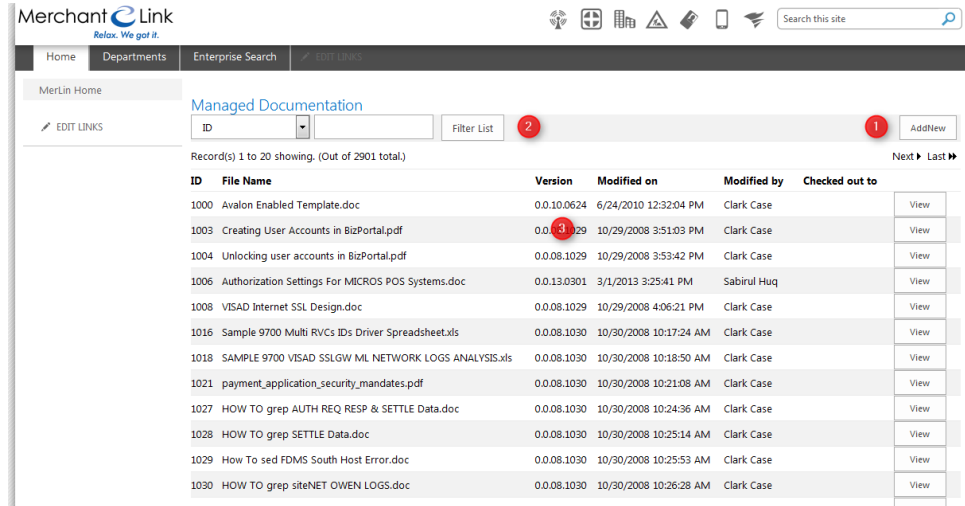 Merchant Link
Relax. We got it.
Search this site
Home Departments Enterprise Search EDIT LINKS
MerLin Home
EDIT LINKS
Managed Documentation
ID Filter List 2 1 AddNew
Record(s) 1 to 20 showing. (Out of 2901 total.) Next Last
ID File Name Version Modified on Modified by Checked out to
1000 Avalon Enabled Template.doc 0.0.10.0624 6/24/2010 12:32:04 PM Clark Case View
1003 Creating User Accounts in BizPortal.pdf 3 10/29/2008 3:51:03 PM Clark Case View
1004 Unlocking user accounts in BizPortal.pdf 0.0.08.1029 10/29/2008 3:53:42 PM Clark Case View
1006 Authorization Settings For MICROS POS Systems.doc 0.0.13.0301 3/1/2013 3:25:41 PM Sabirul Huq View
1008 VISAD Internet SSL Design.doc 0.0.08.1029 10/29/2008 4:06:21 PM Clark Case View
1016 Sample 9700 Multi RVCs IDs Driver Spreadsheet.xls 0.0.08.1030 10/30/2008 10:17:24 AM Clark Case View
1018 SAMPLE 9700 VISAD SSLGW ML NETWORK LOGS ANALYSIS.xls 0.0.08.1030 10/30/2008 10:18:50 AM Clark Case View
1021 payment_application_security_mandates.pdf 0.0.08.1030 10/30/2008 10:21:08 AM Clark Case View
1027 HOW TO grep AUTH REQ RESP & SETTLE Data.doc 0.0.08.1030 10/30/2008 10:24:36 AM Clark Case View
1028 HOW TO grep SETTLE Data.doc 0.0.08.1030 10/30/2008 10:25:14 AM Clark Case View
1029 How To sed FDMS South Host Error.doc 0.0.08.1030 10/30/2008 10:25:53 AM Clark Case View
1030 HOW TO grep siteNET OWEN LOGS.doc 0.0.08.1030 10/30/2008 10:26:28 AM Clark Case View